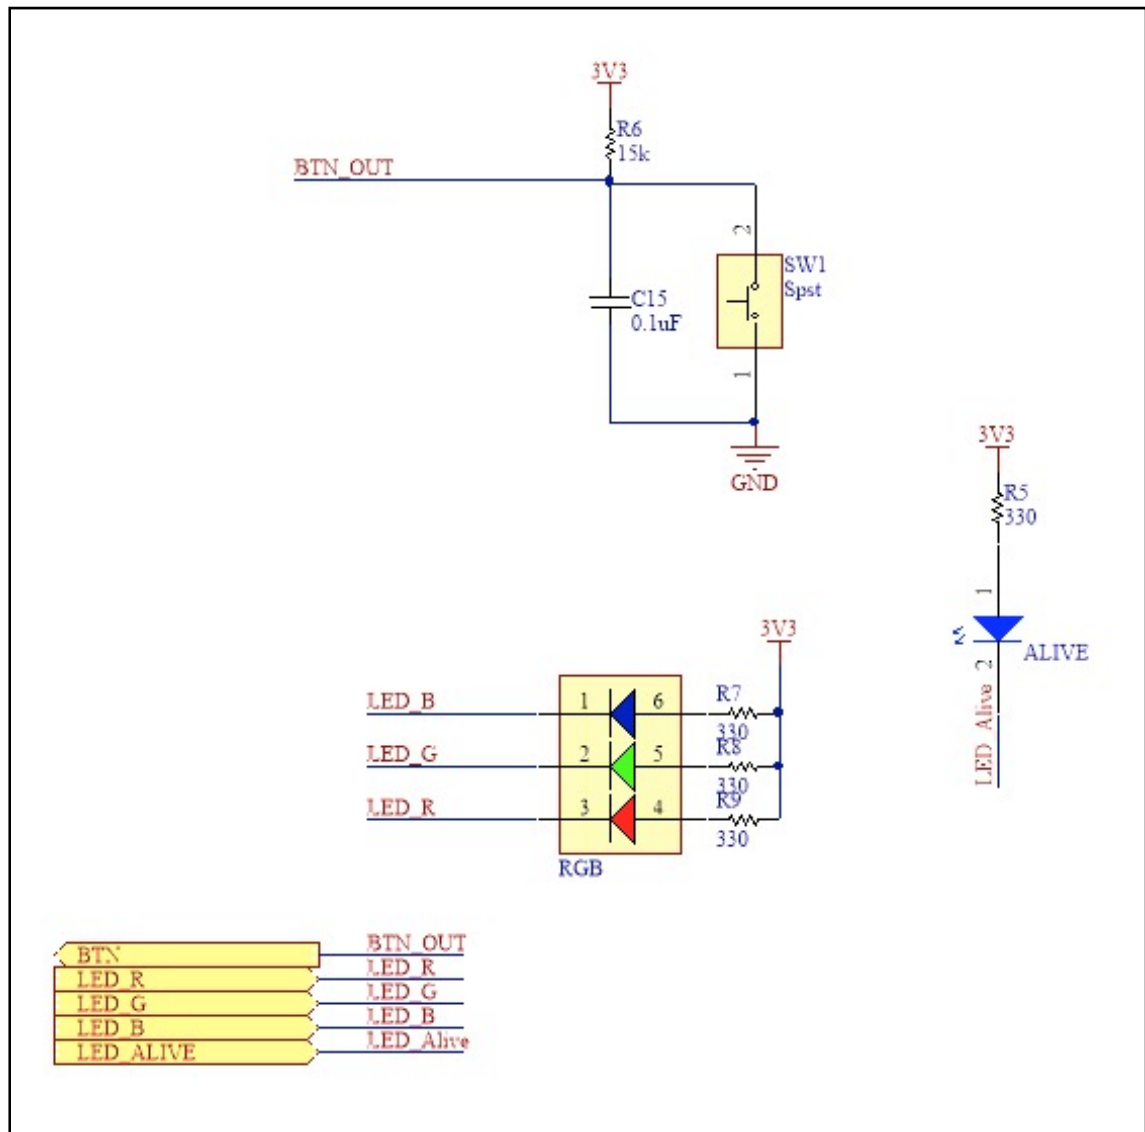 3V3
R6
15k
BTN_OUT
2
SW1
Spst
C15
0.1uF
1
GND
3V3
R5
330
1
ALIVE
2
LED_Alive
3V3
LED_B
1
6
R7
330
LED_G
2
5
R8
330
LED_R
3
4
R9
330
RGB
BTN
BTN_OUT
LED_R
LED_R
LED_G
LED_G
LED_B
LED_B
LED_ALIVE
LED_Alive